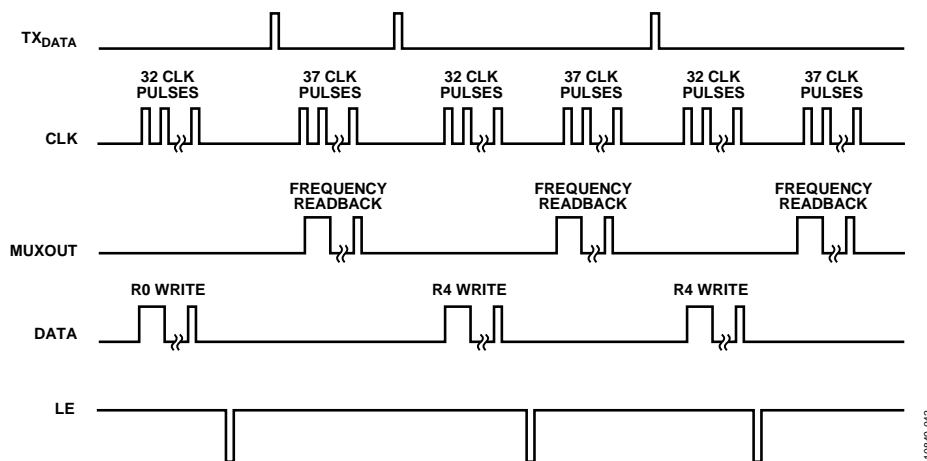 TXDATA
32 CLK PULSES
37 CLK PULSES
32 CLK PULSES
37 CLK PULSES
32 CLK PULSES
37 CLK PULSES
CLK
FREQUENCY READBACK
FREQUENCY READBACK
FREQUENCY READBACK
MUXOUT
R0 WRITE
R4 WRITE
R4 WRITE
DATA
LE